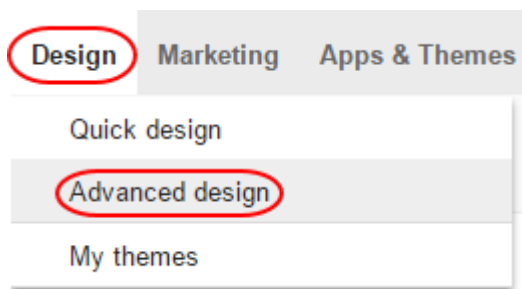 Design Marketing Apps & Themes
Quick design
Advanced design
My themes